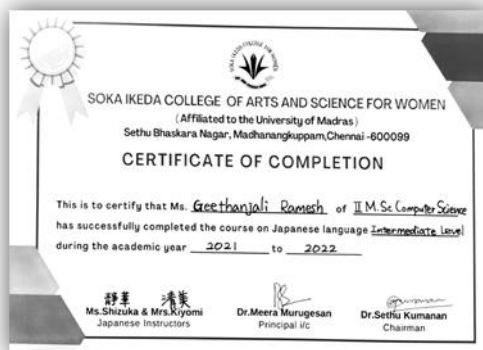 SOKA IKEDA COLLEGE OF ARTS AND SCIENCE FOR WOMEN
(Affiliated to the University of Madras)
Sethu Bhaskara Nagar, Madhanangkuppam,Chennai -600099
CERTIFICATE OF COMPLETION
This is to certify that Ms. Geethanjali Ramesh of II M.Sc Computer Science
has successfully completed the course on Japanese language Intermediate Level
during the academic year 2021 to 2022
静華 清美
Ms.Shizuka & Mrs.Kiyomi
Japanese Instructors
Dr.Meera Murugesan
Principal i/c
Dr.Sethu Kumanan
Chairman